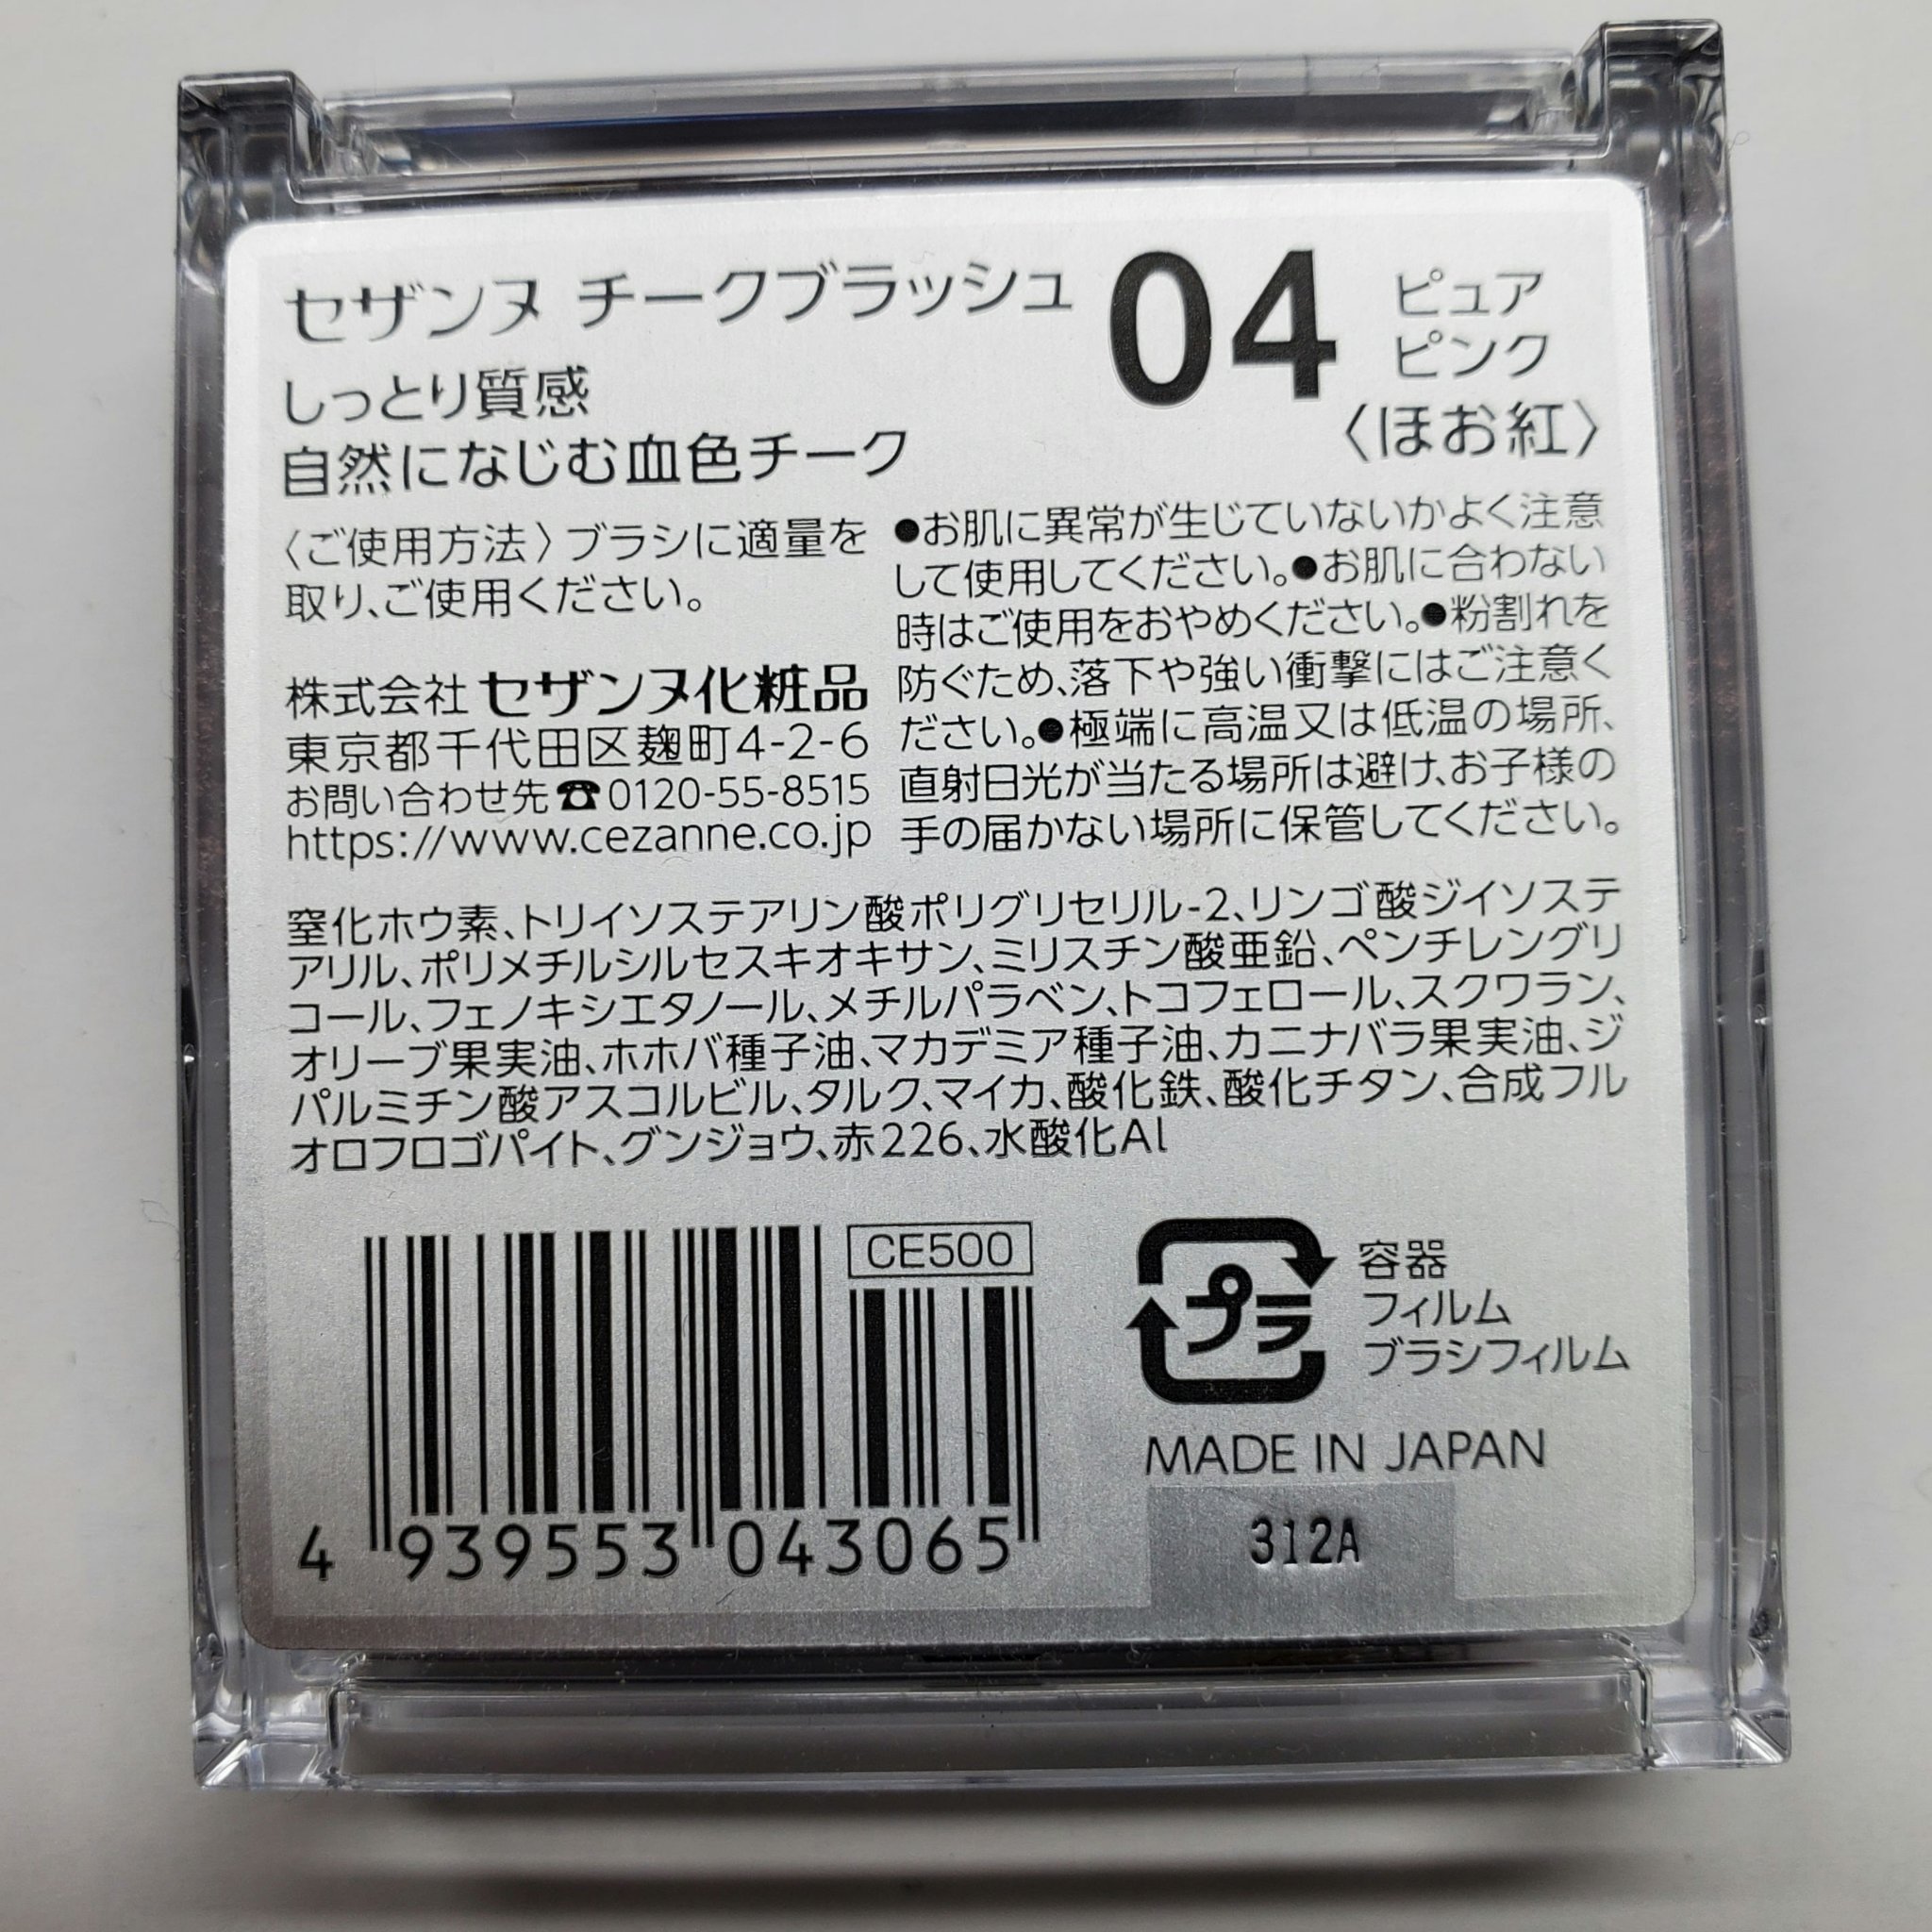 セザンヌ チークブラッシュ
04
ピュア
ピンク
〈ほお紅〉
しっとり質感
自然になじむ血色チーク
〈ご使用方法〉ブラシに適量を
取り、ご使用ください。
株式会社 セザンヌ化粧品
東京都千代田区麹町4-2-6
お問い合わせ先☎0120-55-8515
https://www.cezanne.co.jp
●お肌に異常が生じていないかよく注意
して使用してください。●お肌に合わない
時はご使用をおやめください。●粉割れを
防ぐため、落下や強い衝撃にはご注意く
ださい。●極端に高温又は低温の場所、
直射日光が当たる場所は避け、お子様の
手の届かない場所に保管してください。
窒化ホウ素、トリイソステアリン酸ポリグリセリル-2、リンゴ酸ジイソステ
アリル、ポリメチルシルセスキオキサン、ミリスチン酸亜鉛、ペンチレングリ
コール、フェノキシエタノール、メチルパラベン、トコフェロール、スクワラン、
オリーブ果実油、ホホバ種子油、マカデミア種子油、カニナバラ果実油、ジ
パルミチン酸アスコルビル、タルク、マイカ、酸化鉄、酸化チタン、合成フル
オロフロゴパイト、グンジョウ、赤226、水酸化Al
CE500
4 939553 043065
プラ
容器
フィルム
ブラシフィルム
MADE IN JAPAN
312A